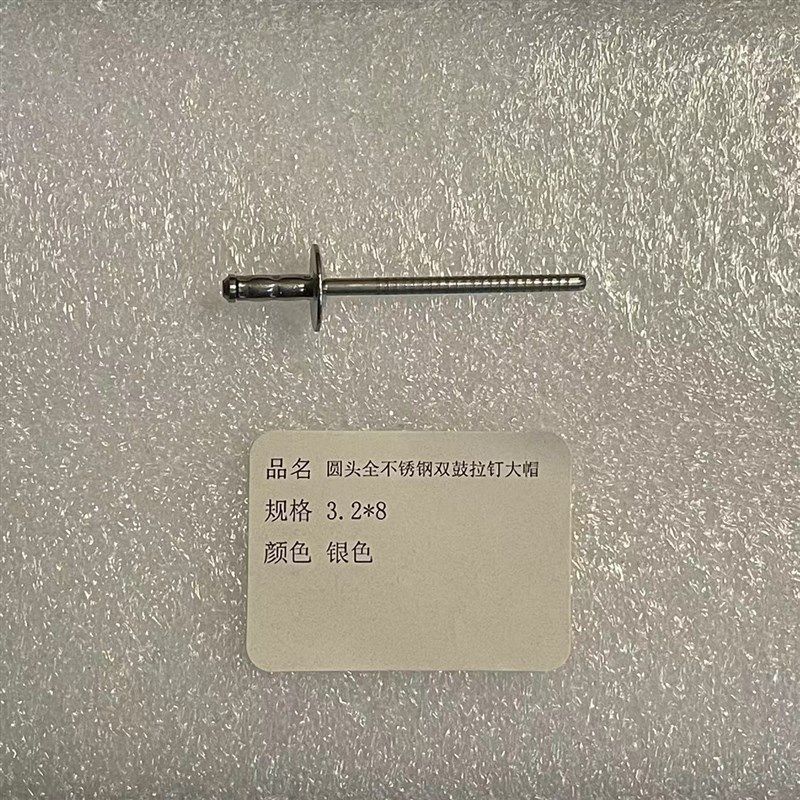 品名 圆头全不锈钢双鼓拉钉大帽
规格 3.2*8
颜色 银色